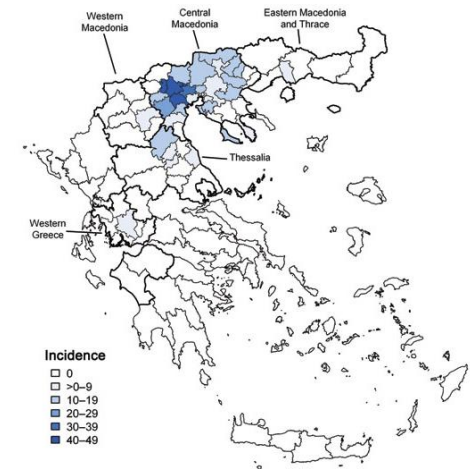 Western
Macedonia
Central
Macedonia
Eastern Macedonia
and Thrace
Thessalia
Western
Greece
Incidence
0
>0–9
10–19
20–29
30–39
40–49